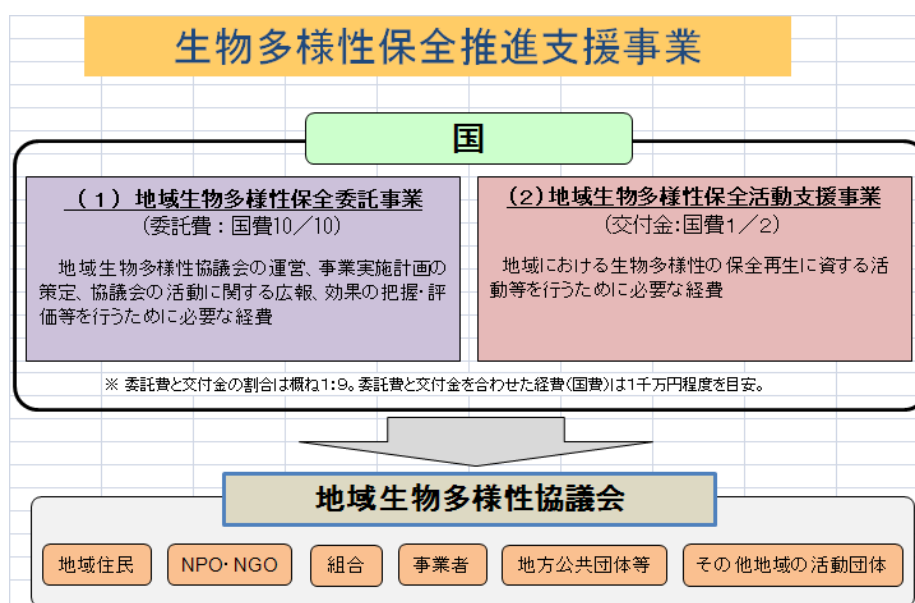 生物多様性保全推進支援事業
国
（１）地域生物多様性保全委託事業
(委託費：国費10／10)
地域生物多様性協議会の運営、事業実施計画の
策定、協議会の活動に関する広報、効果の把握・評
価等を行うために必要な経費
(2)地域生物多様性保全活動支援事業
(交付金:国費1／2)
地域における生物多様性の保全再生に資する活
動等を行うために必要な経費
※ 委託費と交付金の割合は概ね1:9。委託費と交付金を合わせた経費(国費)は1千万円程度を目安。
地域生物多様性協議会
地域住民
NPO・NGO
組合
事業者
地方公共団体等
その他地域の活動団体